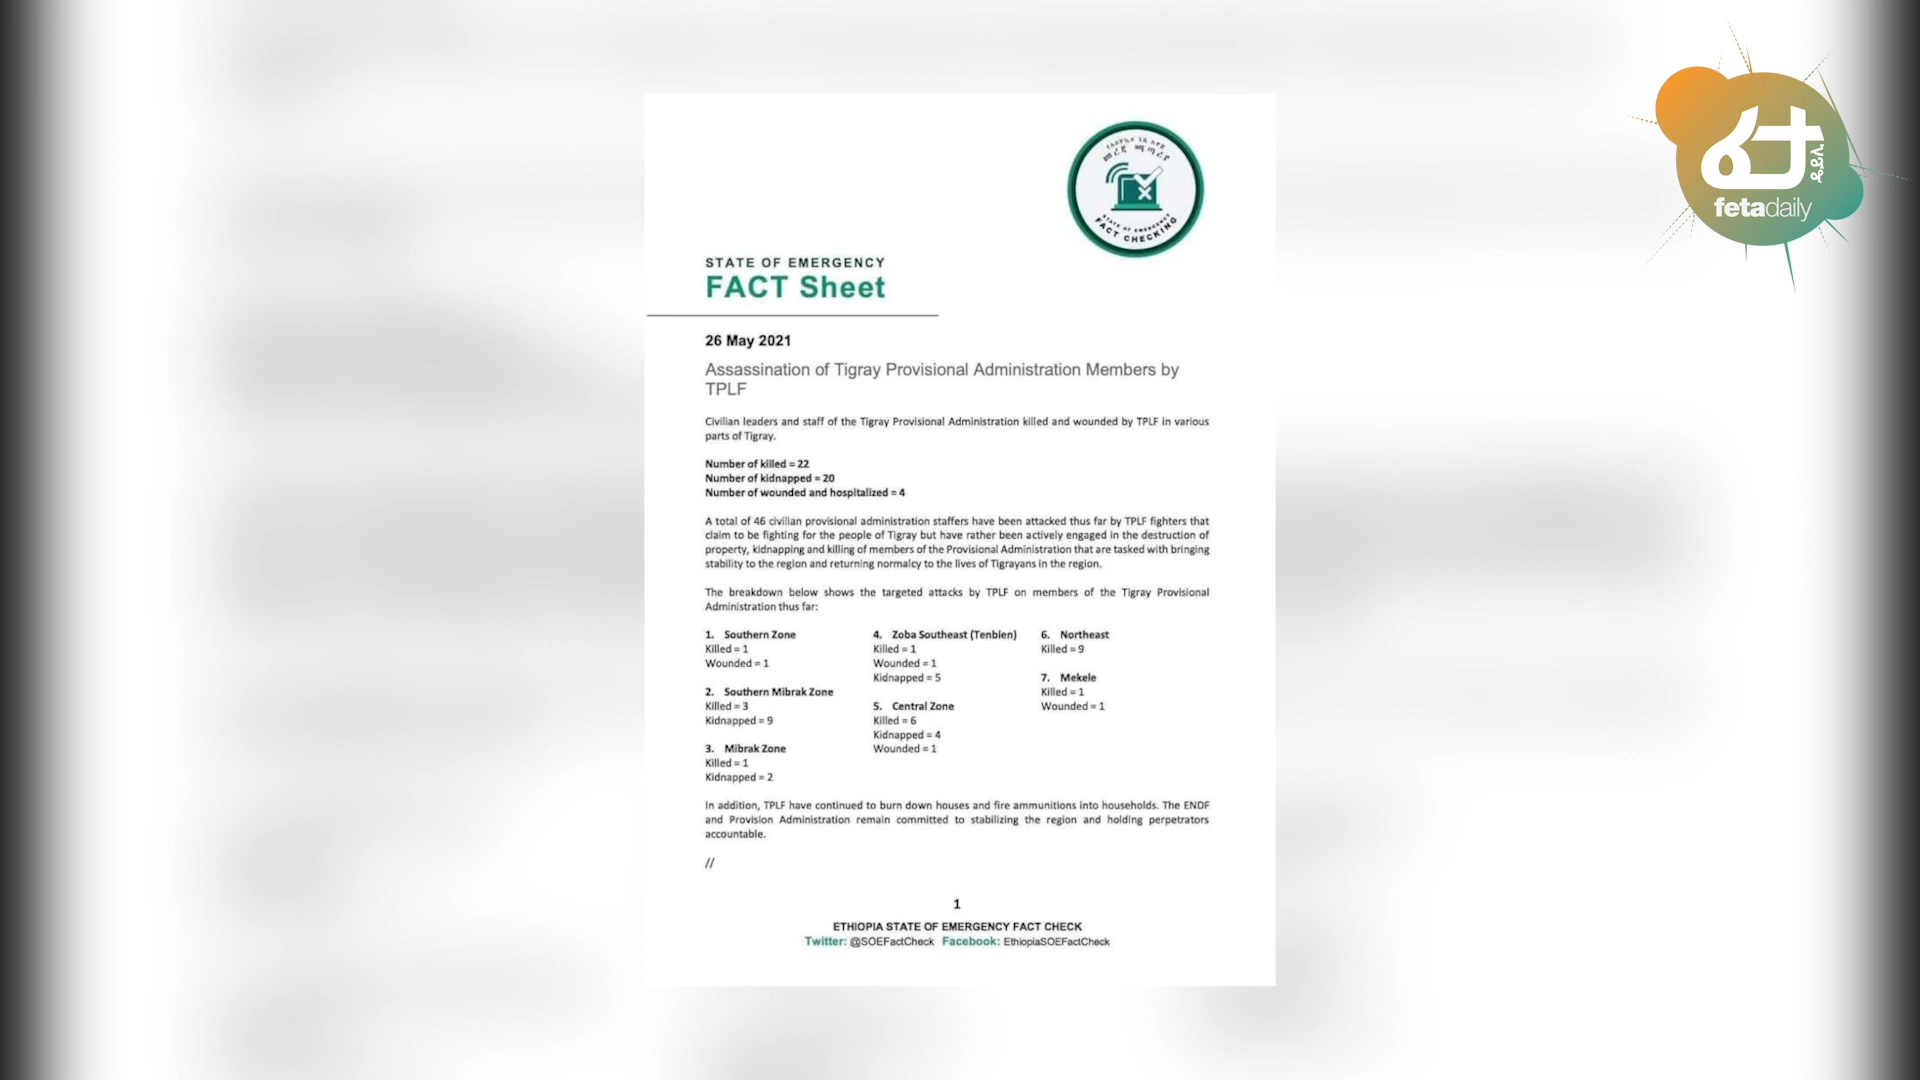 ፈታ
ዴይሊ
fetadaily
መረጃ ማጣሪያ
STATE OF EMERGENCY
FACT CHECKING
STATE OF EMERGENCY
FACT Sheet
26 May 2021
Assassination of Tigray Provisional Administration Members by
TPLF
Civilian leaders and staff of the Tigray Provisional Administration killed and wounded by TPLF in various
parts of Tigray.
Number of killed = 22
Number of kidnapped = 20
Number of wounded and hospitalized = 4
A total of 46 civilian provisional administration staffers have been attacked thus far by TPLF fighters that
claim to be fighting for the people of Tigray but have rather been actively engaged in the destruction of
property, kidnapping and killing of members of the Provisional Administration that are tasked with bringing
stability to the region and returning normalcy to the lives of Tigrayans in the region.
The breakdown below shows the targeted attacks by TPLF on members of the Tigray Provisional
Administration thus far:
1. Southern Zone
Killed = 1
Wounded = 1
2. Southern Mibrak Zone
Killed = 3
Kidnapped = 9
3. Mibrak Zone
Killed = 1
Kidnapped = 2
4. Zoba Southeast (Tenbien)
Killed = 1
Wounded = 1
Kidnapped = 5
5. Central Zone
Killed = 6
Kidnapped = 4
Wounded = 1
6. Northeast
Killed = 9
7. Mekele
Killed = 1
Wounded = 1
In addition, TPLF have continued to burn down houses and fire ammunitions into households. The ENDF
and Provision Administration remain committed to stabilizing the region and holding perpetrators
accountable.
//
1
ETHIOPIA STATE OF EMERGENCY FACT CHECK
Twitter: @SOEFactCheck Facebook: EthiopiaSOEFactCheck